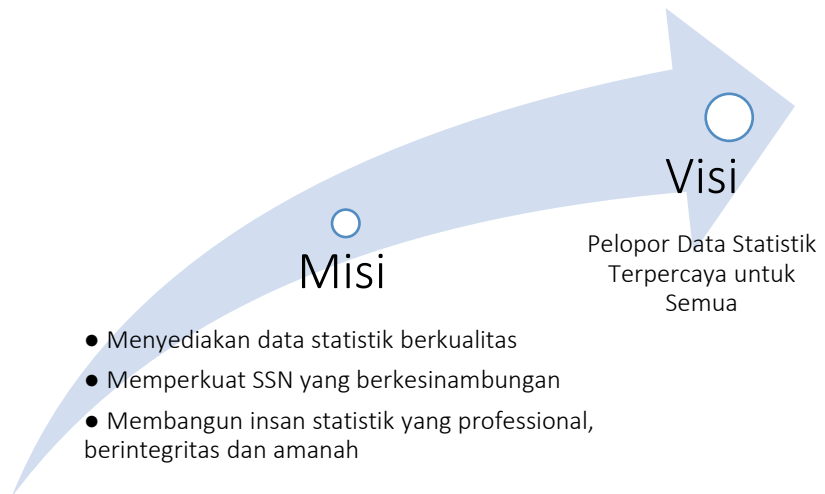 Visi
Pelopor Data Statistik
Terpercaya untuk
Semua
Misi
● Menyediakan data statistik berkualitas
● Memperkuat SSN yang berkesinambungan
● Membangun insan statistik yang professional,
berintegritas dan amanah